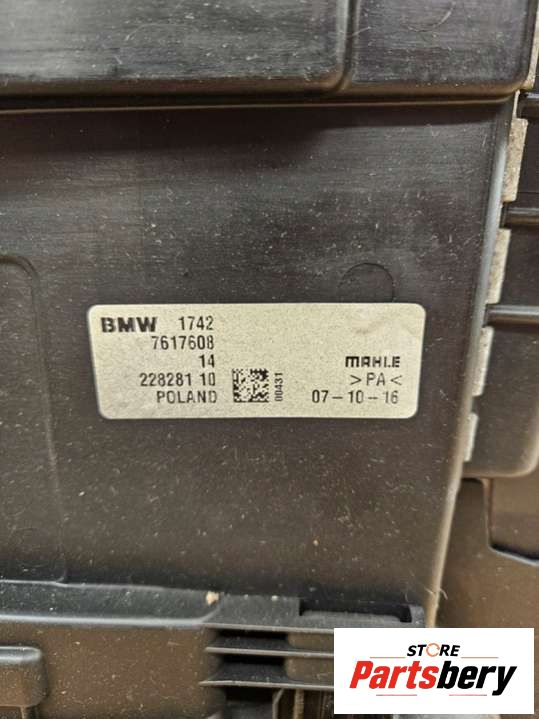 BMW 1742
7617608
14
228281 10
POLAND
00431
MAHLE
>PA<
07-10-16
STORE
Partsbery